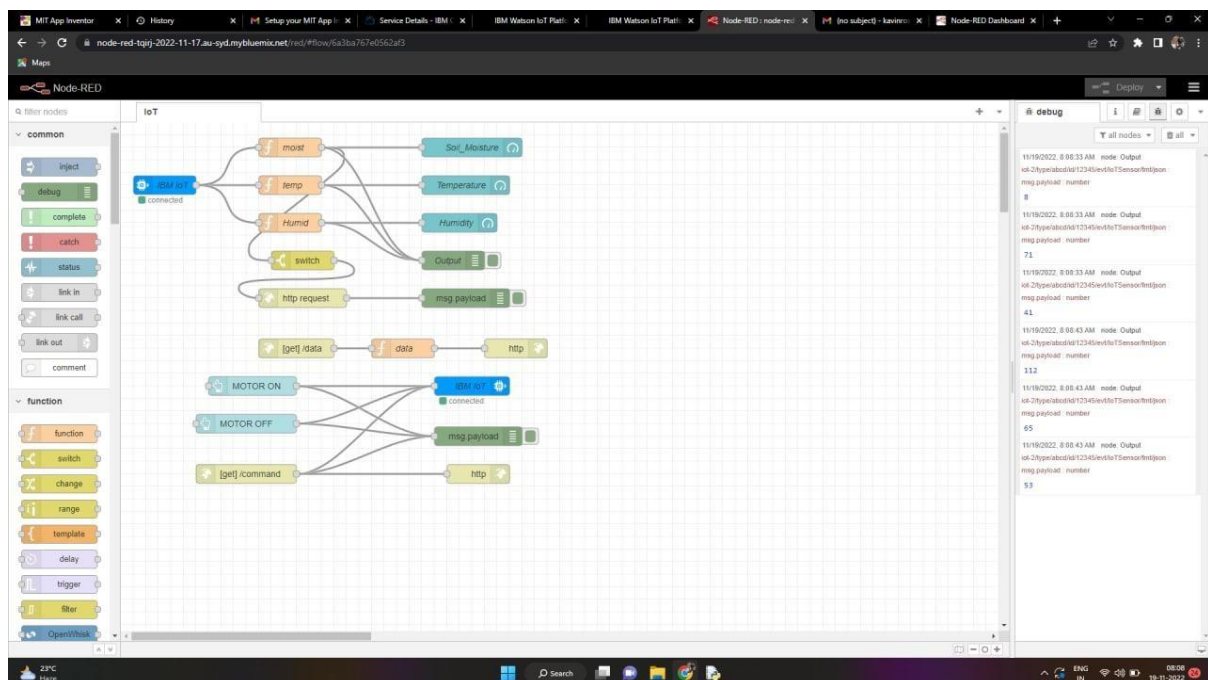 MIT App Inventor
History
Setup your MIT App I
Service Details - IBM C
IBM Watson IoT Platfo
IBM Watson IoT Platfo
Node-RED : node-red
(no subject) - kavinro
Node-RED Dashboard
node-red-tqirj-2022-11-17.au-syd.mybluemix.net/red/#flow/6a3ba767e0562af3
Maps
Node-RED
Deploy
filter nodes
IoT
debug
common
all nodes
all
inject
debug
complete
catch
status
link in
link call
link out
comment
function
function
switch
change
range
template
delay
trigger
filter
OpenWhisk
IBM IoT
connected
moist
Soil_Moisture
temp
Temperature
Humid
Humidity
switch
Output
http request
msg.payload
[get] /data
data
http
MOTOR ON
IBM IoT
connected
MOTOR OFF
msg.payload
[get] /command
http
11/19/2022, 8:08:33 AM node: Output
iot-2/type/abcd/id/12345/evt/IoTSensor/fmt/json :
msg.payload : number
8
11/19/2022, 8:08:33 AM node: Output
iot-2/type/abcd/id/12345/evt/IoTSensor/fmt/json :
msg.payload : number
71
11/19/2022, 8:08:33 AM node: Output
iot-2/type/abcd/id/12345/evt/IoTSensor/fmt/json :
msg.payload : number
41
11/19/2022, 8:08:43 AM node: Output
iot-2/type/abcd/id/12345/evt/IoTSensor/fmt/json :
msg.payload : number
112
11/19/2022, 8:08:43 AM node: Output
iot-2/type/abcd/id/12345/evt/IoTSensor/fmt/json :
msg.payload : number
65
11/19/2022, 8:08:43 AM node: Output
iot-2/type/abcd/id/12345/evt/IoTSensor/fmt/json :
msg.payload : number
53
23°C
Haze
Search
ENG
IN
08:08
19-11-2022